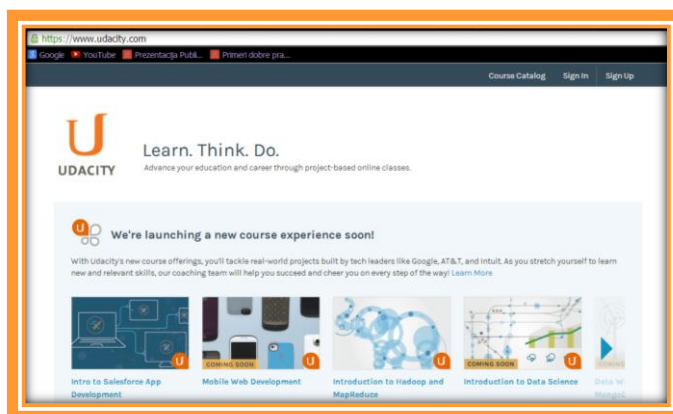 https://www.udacity.com
Google YouTube Prezentacija Publi... Primeri dobre pra...
Course Catalog Sign In Sign Up
U
UDACITY
Learn. Think. Do.
Advance your education and career through project-based online classes.
We're launching a new course experience soon!
With Udacity's new course offerings, you'll tackle real-world projects built by tech leaders like Google, AT&T, and Intuit. As you stretch yourself to learn
new and relevant skills, our coaching team will help you succeed and cheer you on every step of the way! Learn More
COMING SOON
COMING SOON
Intro to Salesforce App
Development
Mobile Web Development
Introduction to Hadoop and
MapReduce
Introduction to Data Science
Data W